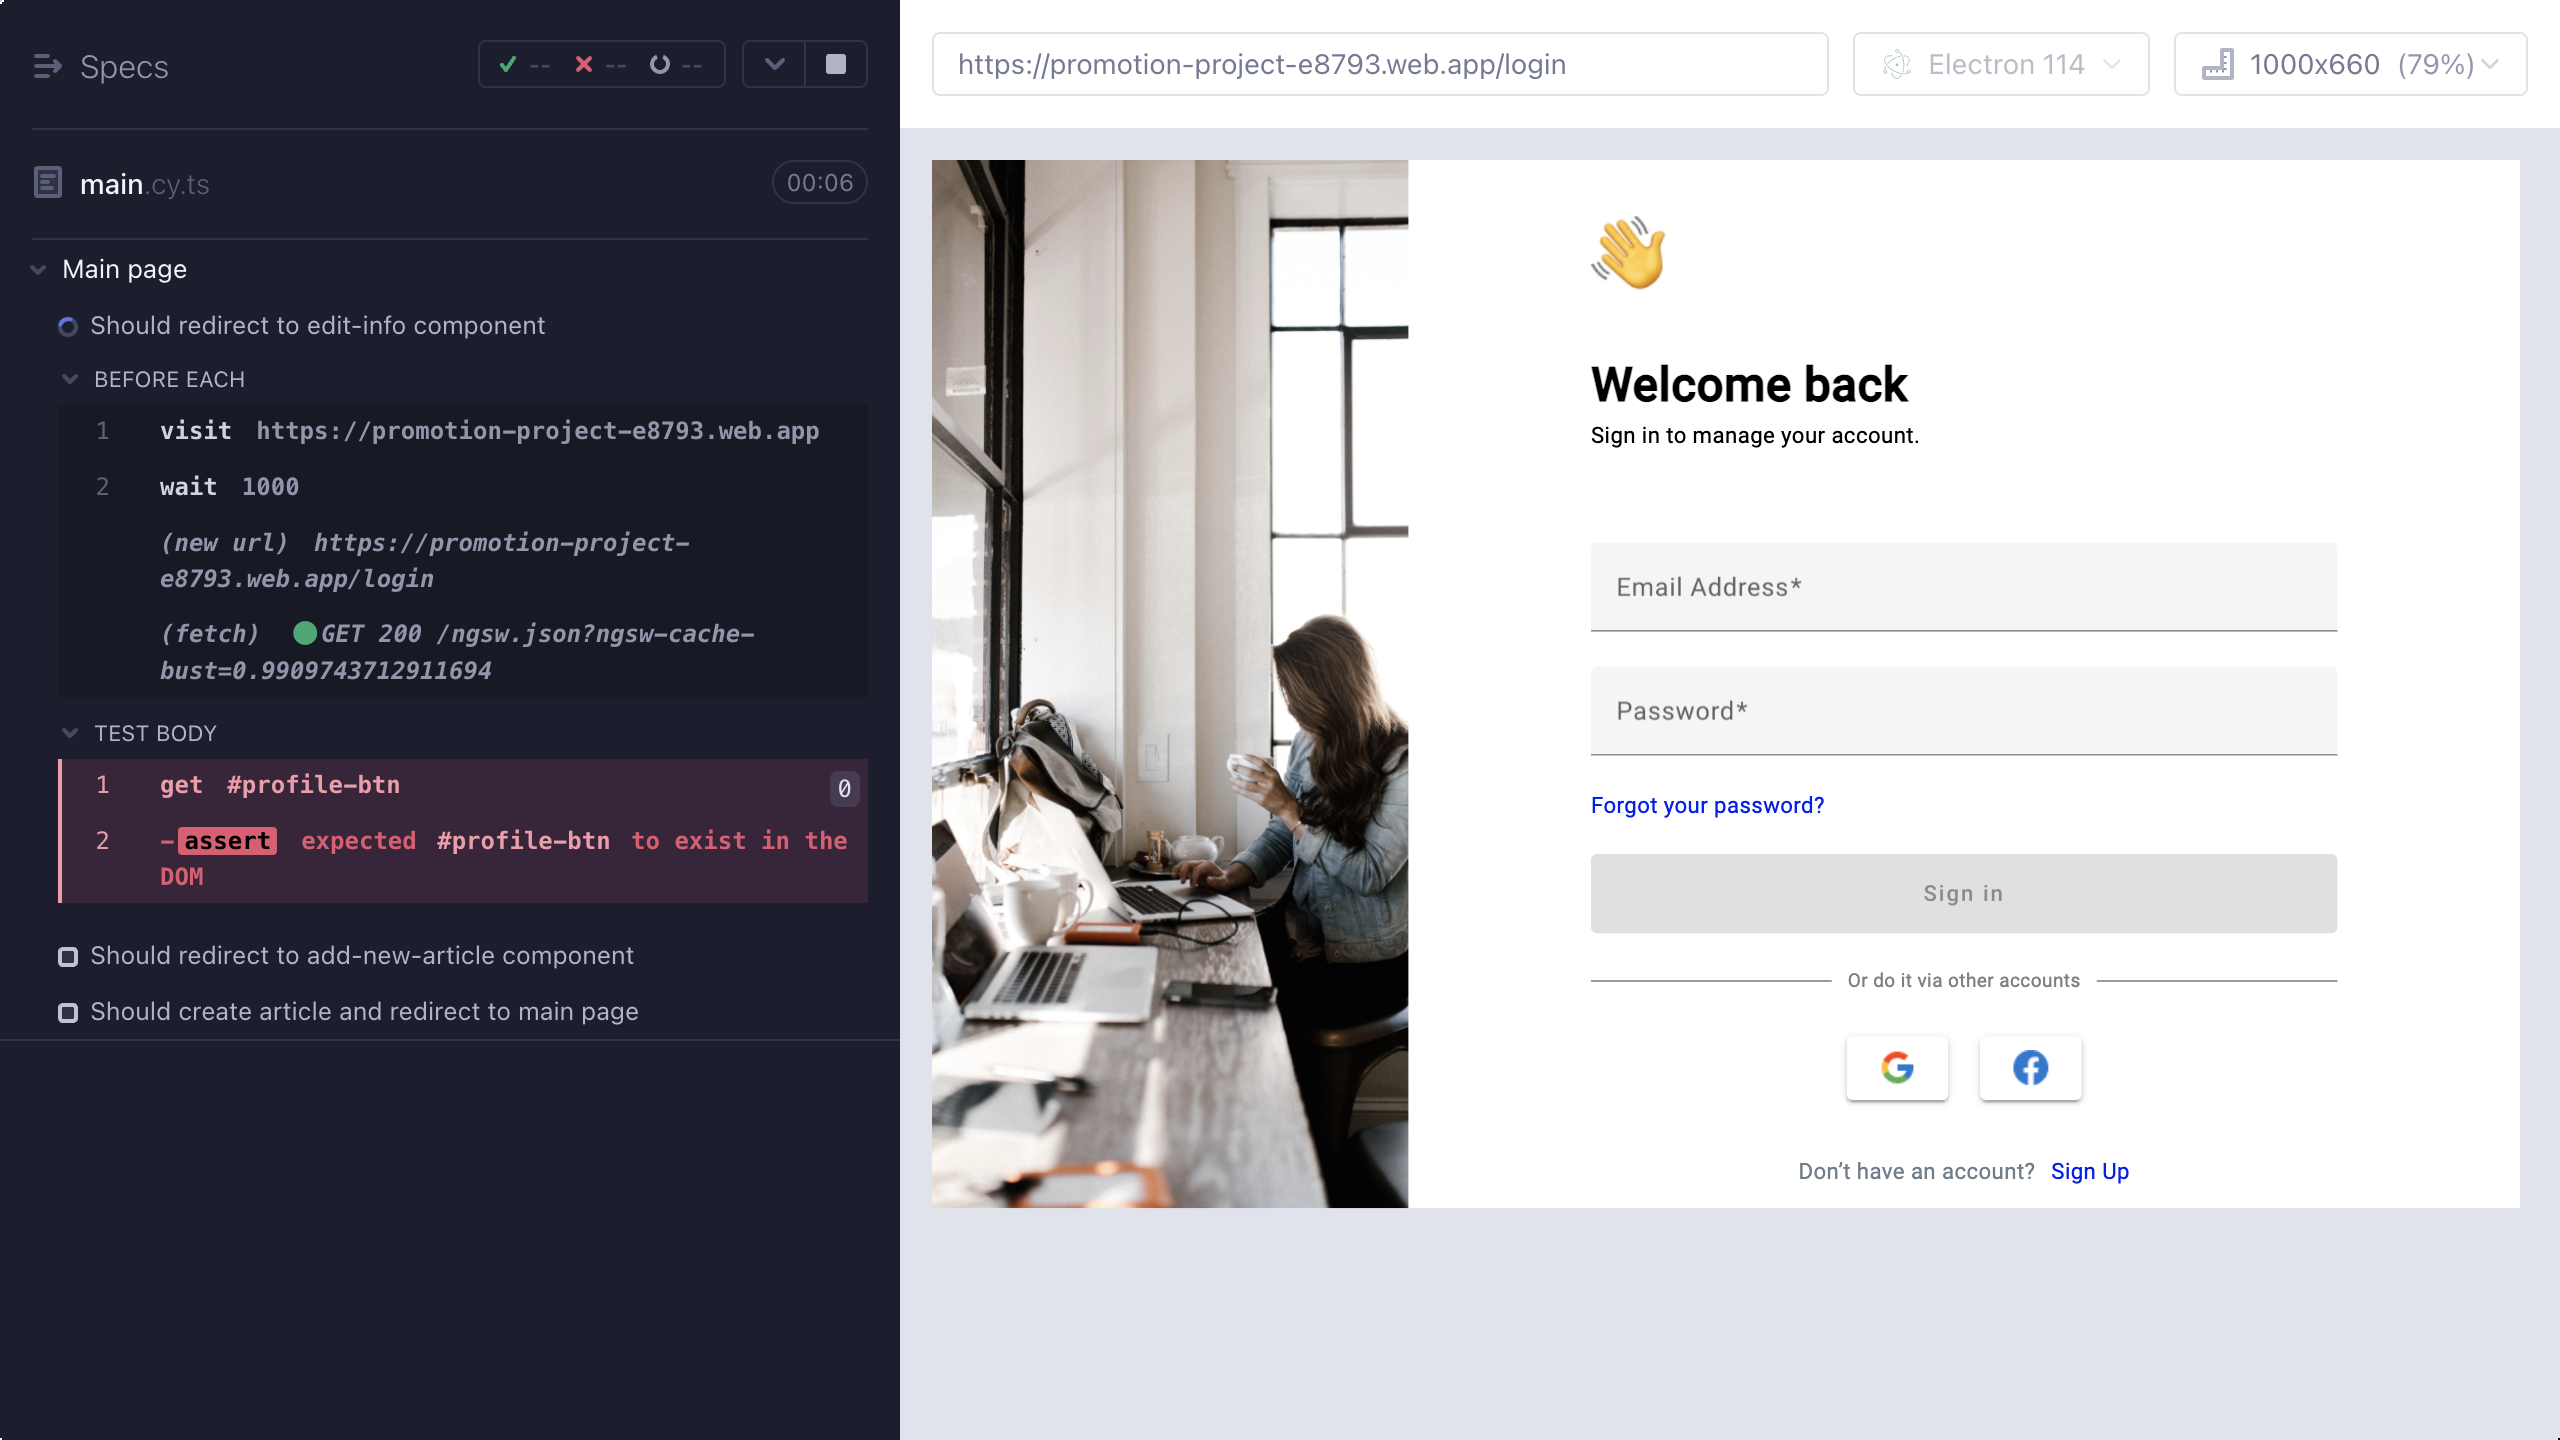 Specs
-- -- --
main.cy.ts
00:06
Main page
Should redirect to edit-info component
BEFORE EACH
1 visit https://promotion-project-e8793.web.app
2 wait 1000
(new url) https://promotion-project-
e8793.web.app/login
(fetch) GET 200 /ngsw.json?ngsw-cache-
bust=0.9909743712911694
TEST BODY
1 get #profile-btn 0
2 -assert expected #profile-btn to exist in the
DOM
Should redirect to add-new-article component
Should create article and redirect to main page
https://promotion-project-e8793.web.app/login
Electron 114
1000x660 (79%)
Welcome back
Sign in to manage your account.
Email Address*
Password*
Forgot your password?
Sign in
Or do it via other accounts
Don’t have an account? Sign Up